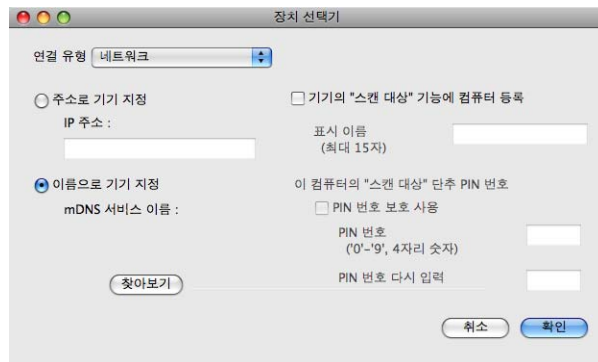 장치 선택기
연결 유형 네트워크
주소로 기기 지정
IP 주소 :
이름으로 기기 지정
mDNS 서비스 이름 :
찾아보기
기기의 "스캔 대상" 기능에 컴퓨터 등록
표시 이름
(최대 15자)
이 컴퓨터의 "스캔 대상" 단추 PIN 번호
PIN 번호 보호 사용
PIN 번호
('0'-'9', 4자리 숫자)
PIN 번호 다시 입력
취소
확인